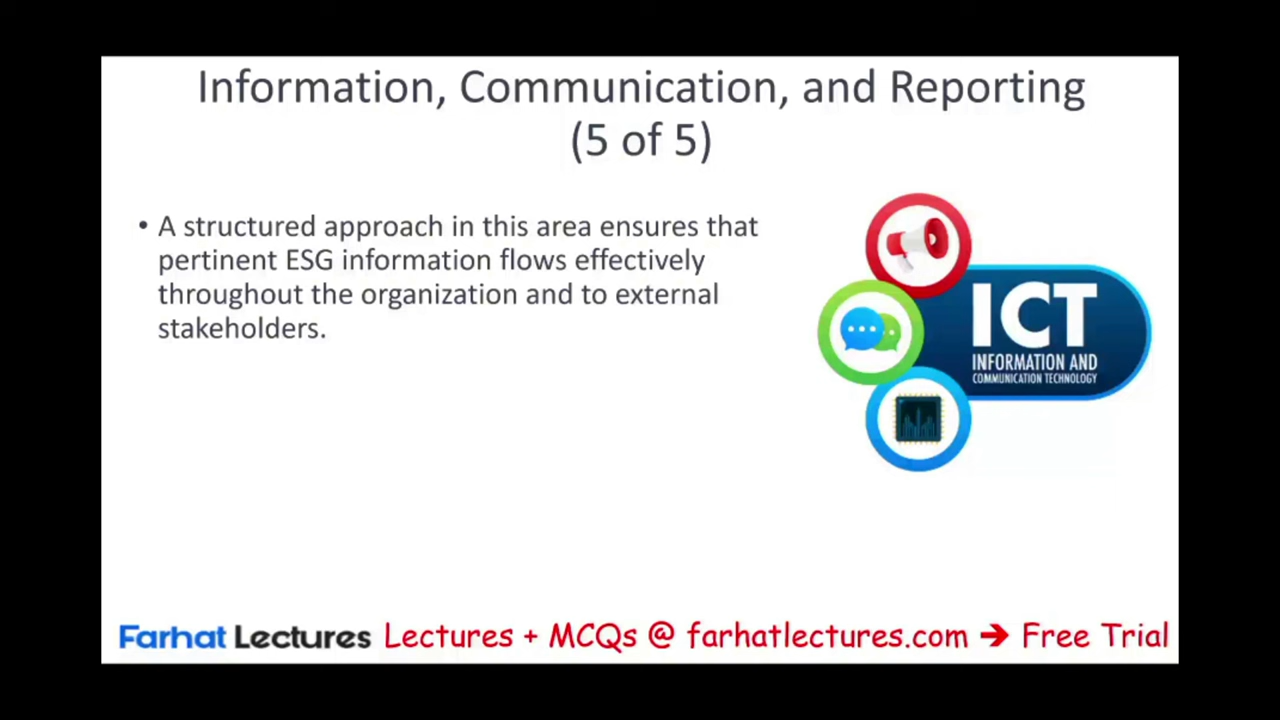 Information, Communication, and Reporting
(5 of 5)
• A structured approach in this area ensures that
pertinent ESG information flows effectively
throughout the organization and to external
stakeholders.
ICT
INFORMATION AND
COMMUNICATION TECHNOLOGY
Farhat Lectures Lectures + MCQs @ farhatlectures.com ➔ Free Trial